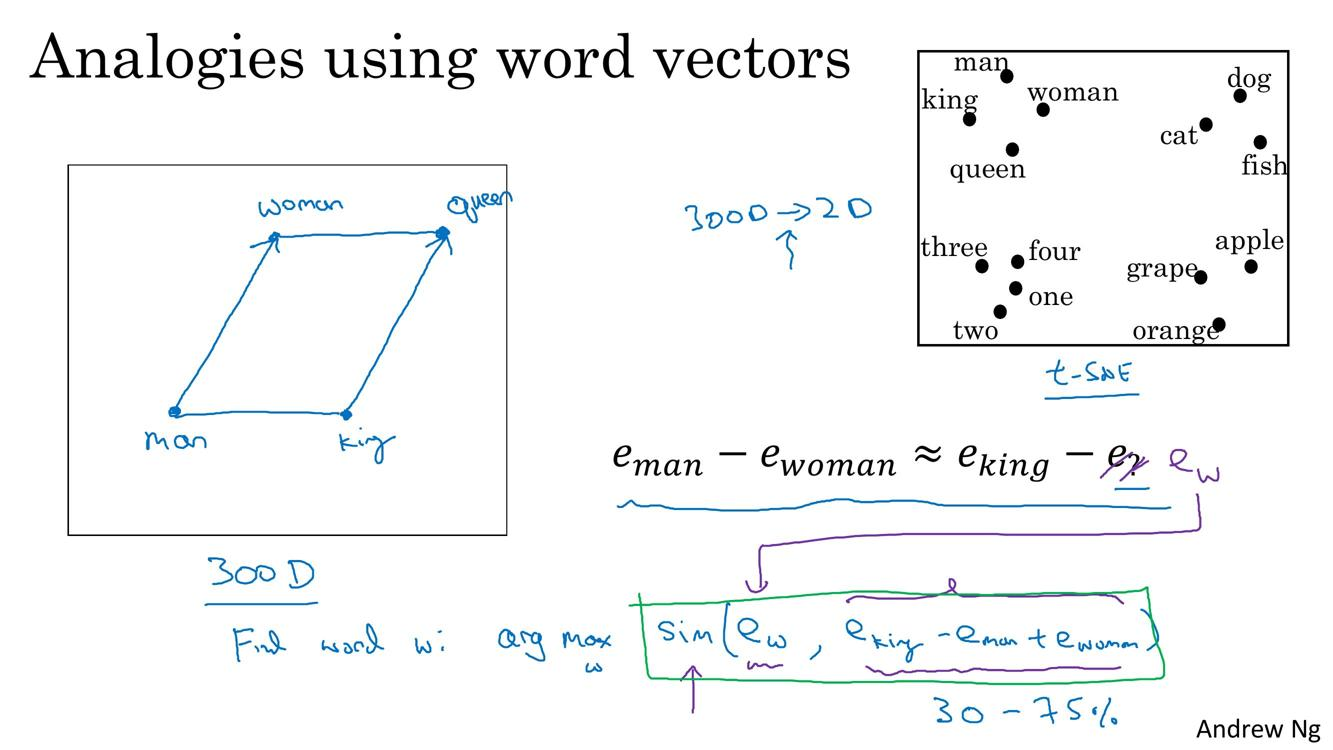 Analogies using word vectors
man
dog
woman
king
cat
queen
fish
woman
queen
300D → 2D
three
four
apple
grape
one
two
orange
t-SNE
man
king
e_man − e_woman ≈ e_king − e_? e_w
300 D
Find word w: arg max_w sim(e_w, e_king - e_man + e_woman)
30 - 75%
Andrew Ng